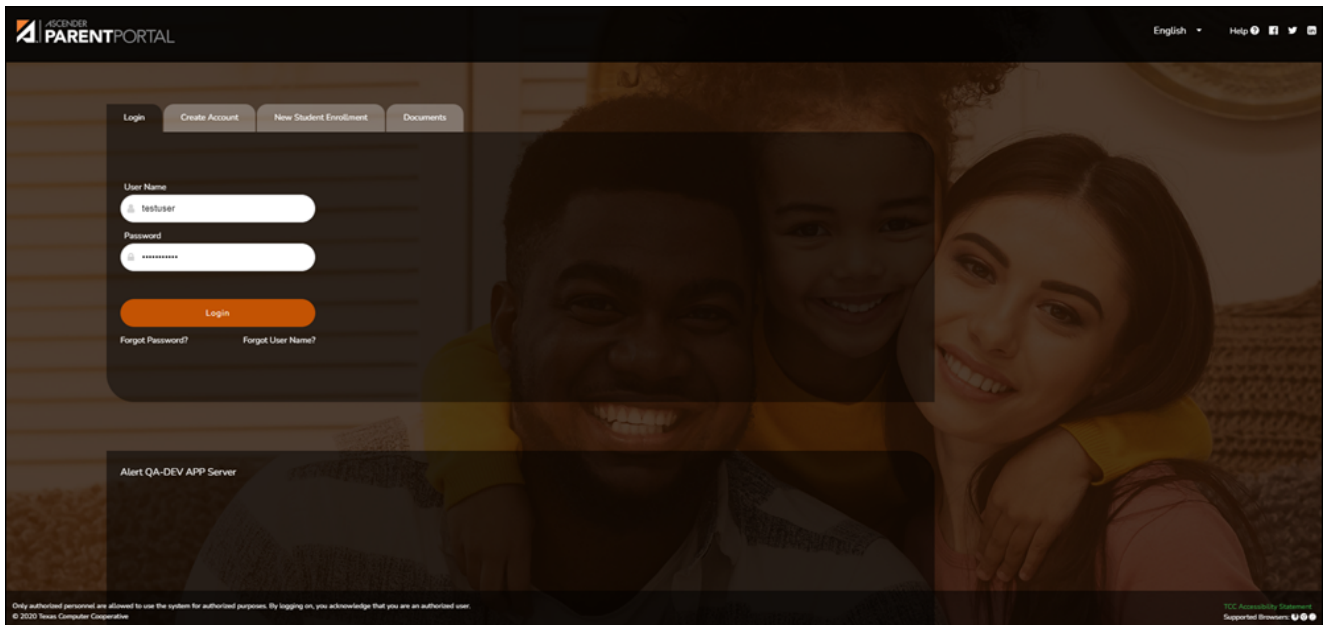 ASCENDER
PARENTPORTAL
English
Help
Login
Create Account
New Student Enrollment
Documents
User Name
testuser
Password
Login
Forgot Password?
Forgot User Name?
Alert QA-DEV APP Server
Only authorized personnel are allowed to use the system for authorized purposes. By logging on, you acknowledge that you are an authorized user.
© 2020 Texas Computer Cooperative
TCC Accessibility Statement
Supported Browsers: